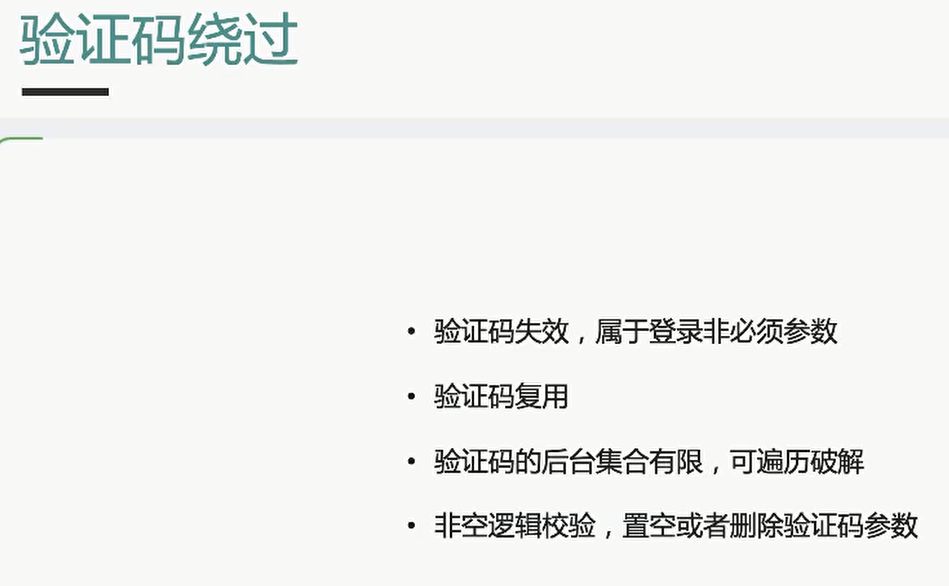 验证码绕过
• 验证码失效，属于登录非必须参数
• 验证码复用
• 验证码的后台集合有限，可遍历破解
• 非空逻辑校验，置空或者删除验证码参数